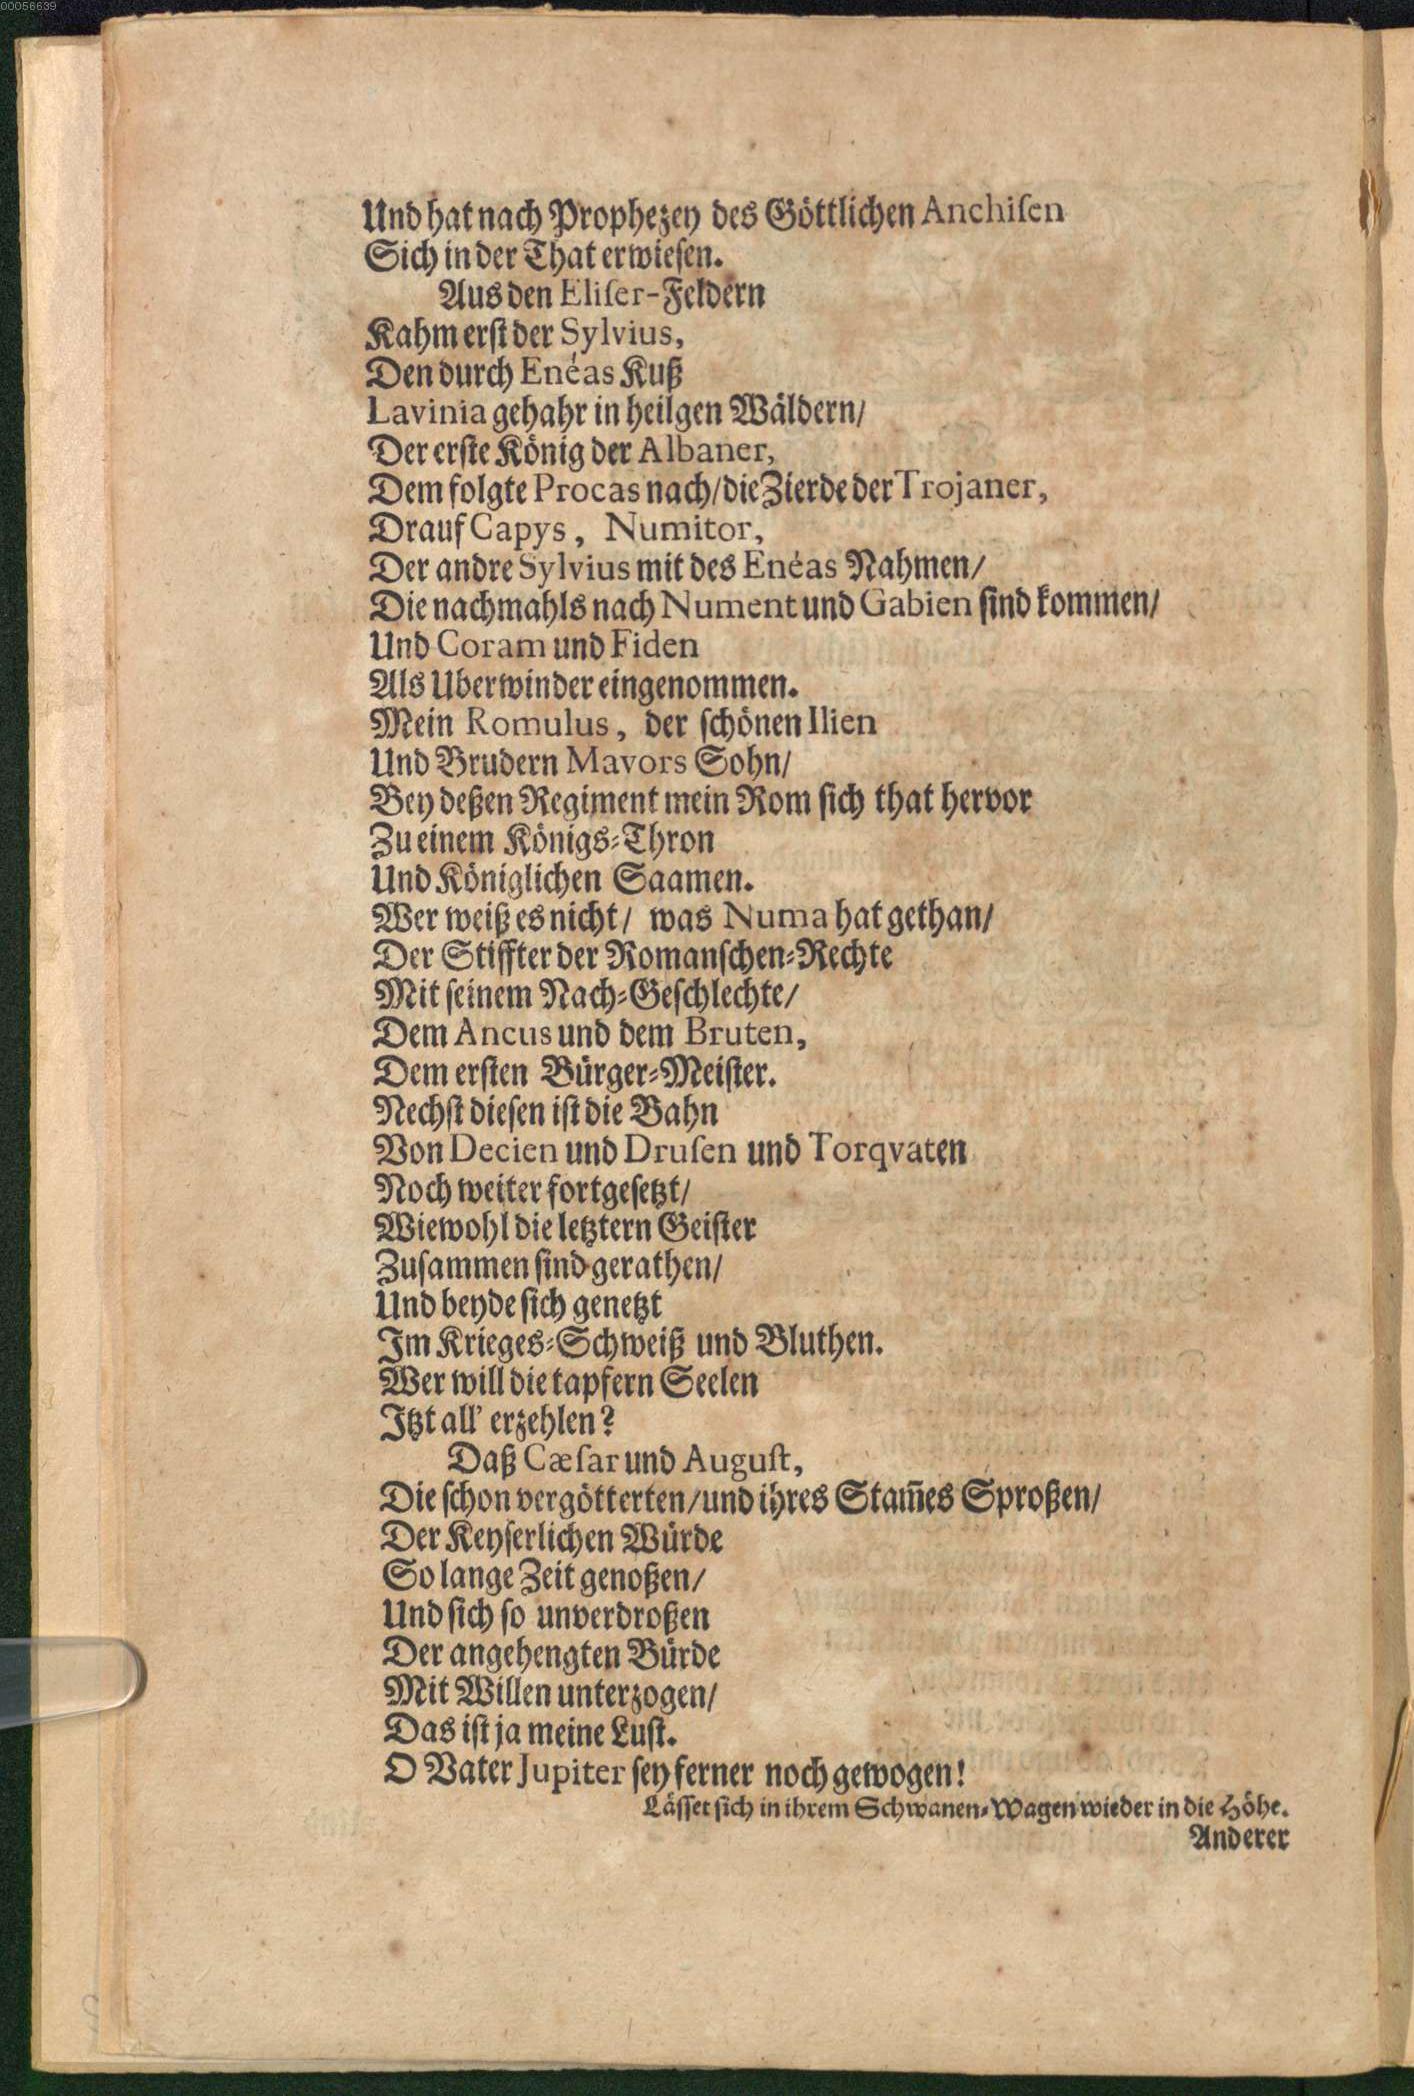 00056639
Und hat nach Prophezey des Göttlichen Anchiſen
Sich in der That erwieſen.
Aus den Eliſer-Feldern
Kahm erſt der Sylvius,
Den durch Enéas Kuß
Lavinia gehahr in heilgen Wäldern/
Der erſte König der Albaner,
Dem folgte Procas nach/die Zierde der Trojaner,
Drauf Capys, Numitor,
Der andre Sylvius mit des Enéas Nahmen/
Die nachmahls nach Nument und Gabien ſind kommen/
Und Coram und Fiden
Als Uberwinder eingenommen.
Mein Romulus, der ſchönen Ilien
Und Brudern Mavors Sohn/
Bey deßen Regiment mein Rom ſich that hervor
Zu einem Königs-Thron
Und Königlichen Saamen.
Wer weiß es nicht/ was Numa hat gethan/
Der Stiffter der Romanſchen-Rechte
Mit ſeinem Nach-Geſchlechte/
Dem Ancus und dem Bruten,
Dem erſten Bürger-Meiſter.
Nechſt dieſen iſt die Bahn
Von Decien und Druſen und Torqvaten
Noch weiter fortgeſetzt/
Wiewohl die letztern Geiſter
Zuſammen ſind gerathen/
Und beyde ſich genetzt
Im Krieges-Schweiß und Bluthen.
Wer will die tapfern Seelen
Itzt all' erzehlen?
Daß Cæſar und Auguſt,
Die ſchon vergötterten/und ihres Stam̃es Sproßen/
Der Keyſerlichen Würde
So lange Zeit genoßen/
Und ſich ſo unverdroßen
Der angehengten Bürde
Mit Willen unterzogen/
Das iſt ja meine Luſt.
O Vater Jupiter ſey ferner noch gewogen!
Läſſet ſich in ihrem Schwanen-Wagen wieder in die Höhe.
Anderer